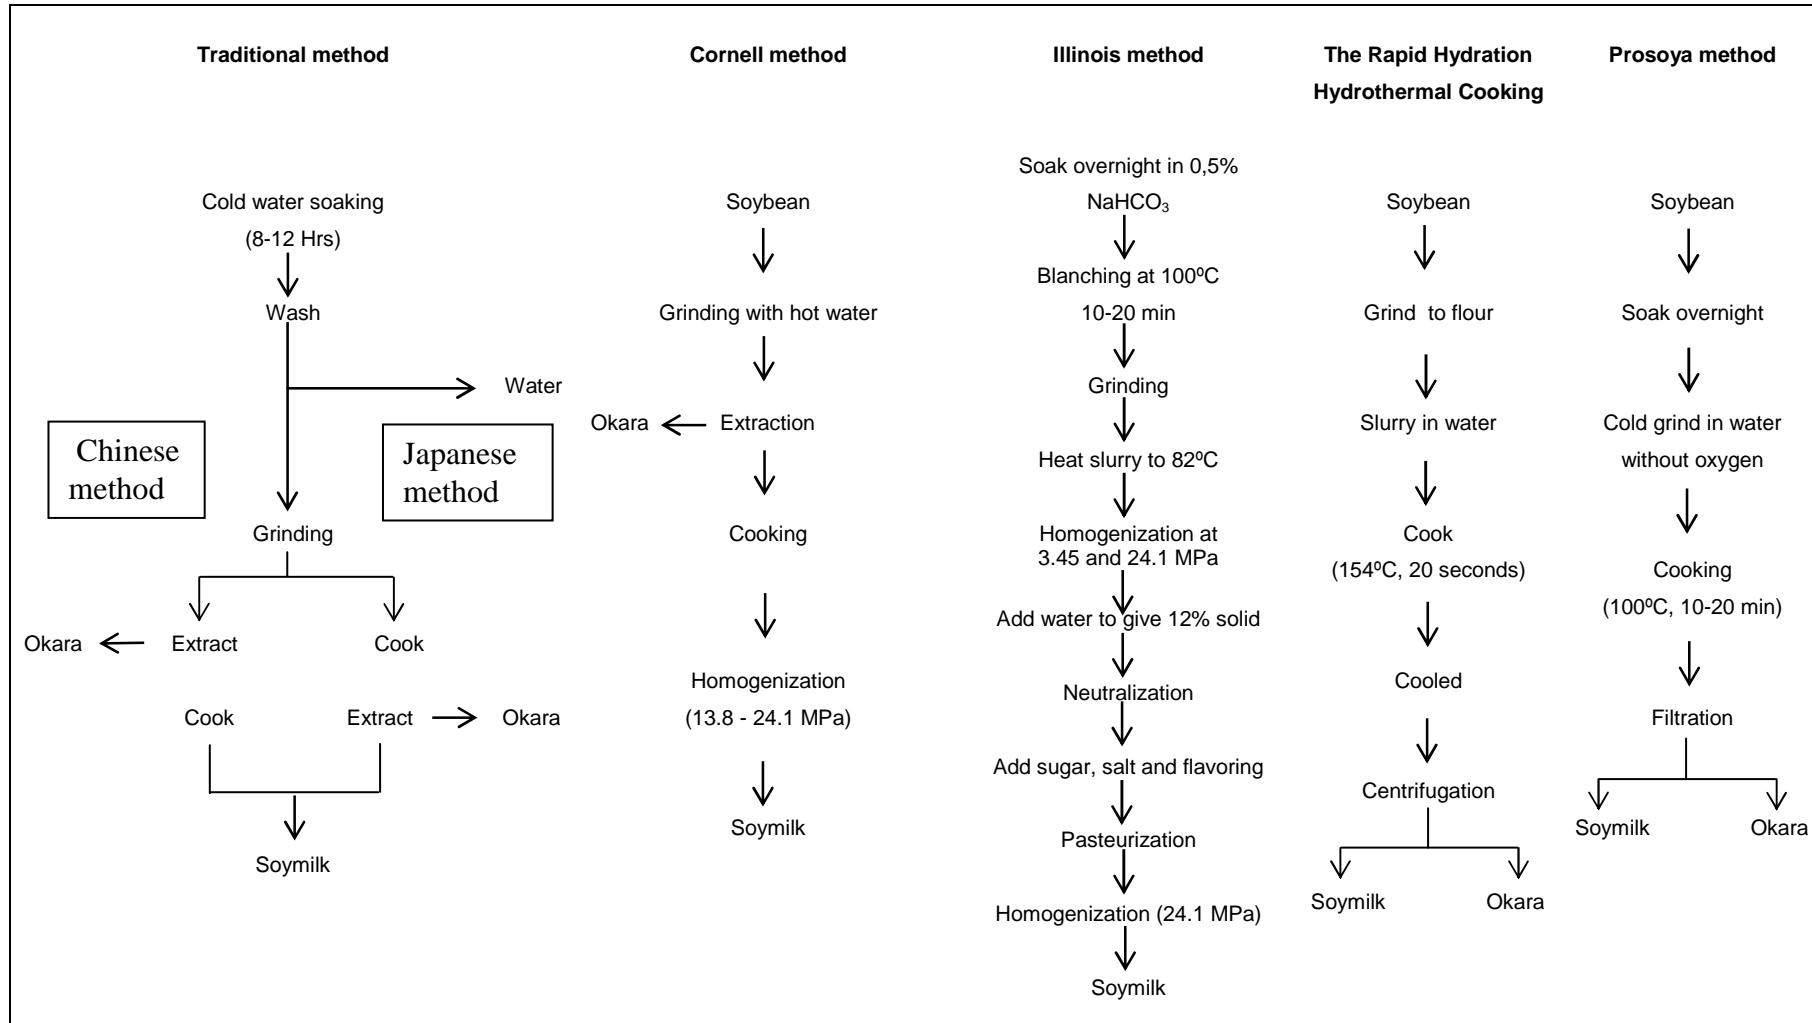 Traditional method
Cold water soaking
(8-12 Hrs)
Wash
Water
Chinese
method
Japanese
method
Grinding
Okara
Extract
Cook
Cook
Extract
Okara
Soymilk
Cornell method
Soybean
Grinding with hot water
Okara
Extraction
Cooking
Homogenization
(13.8 - 24.1 MPa)
Soymilk
Illinois method
Soak overnight in 0,5%
NaHCO₃
Blanching at 100ºC
10-20 min
Grinding
Heat slurry to 82ºC
Homogenization at
3.45 and 24.1 MPa
Add water to give 12% solid
Neutralization
Add sugar, salt and flavoring
Pasteurization
Homogenization (24.1 MPa)
Soymilk
The Rapid Hydration
Hydrothermal Cooking
Soybean
Grind to flour
Slurry in water
Cook
(154ºC, 20 seconds)
Cooled
Centrifugation
Soymilk
Okara
Prosoya method
Soybean
Soak overnight
Cold grind in water
without oxygen
Cooking
(100ºC, 10-20 min)
Filtration
Soymilk
Okara